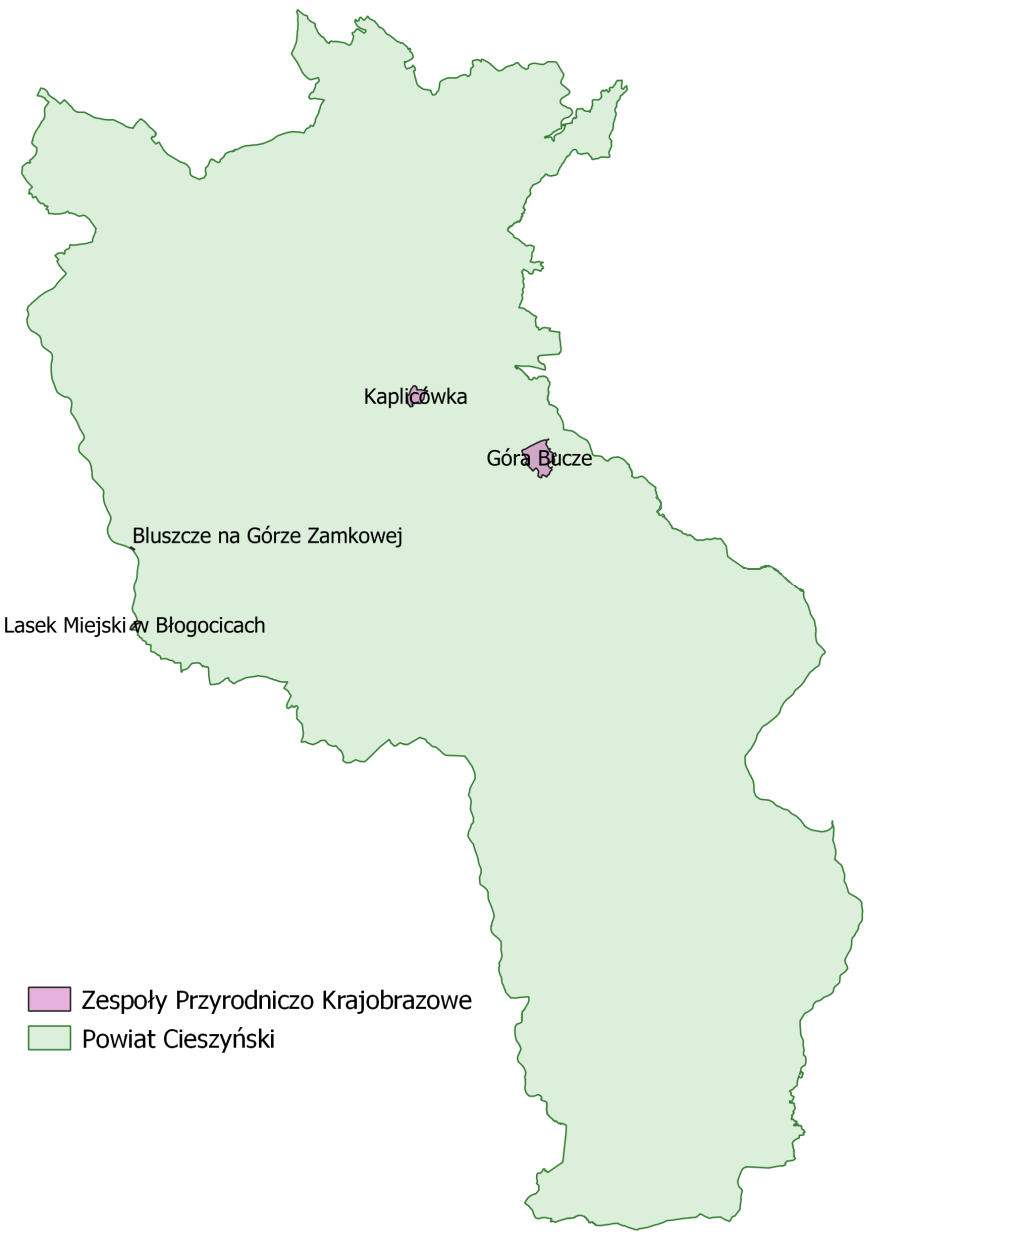 Kaplicówka
Góra Bucze
Bluszcze na Górze Zamkowej
Lasek Miejski w Błogocicach
Zespoły Przyrodniczo Krajobrazowe
Powiat Cieszyński